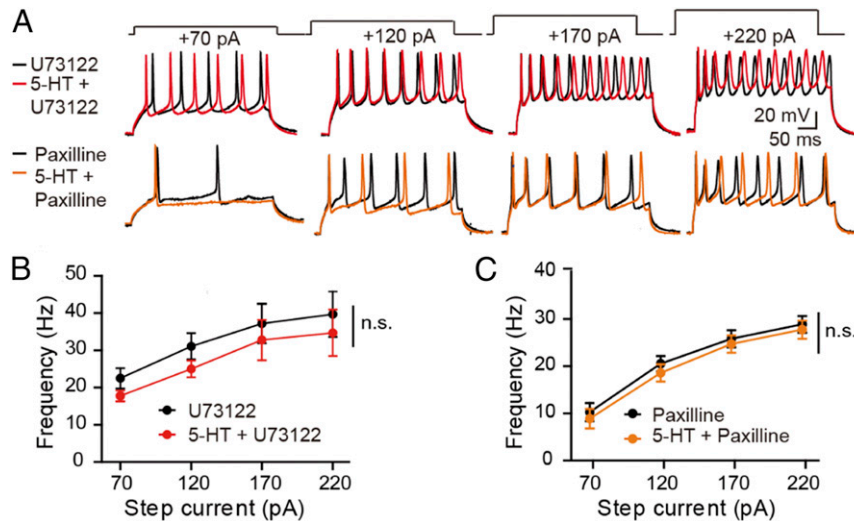 A
+70 pA
+120 pA
+170 pA
+220 pA
U73122
5-HT +
U73122
20 mV
50 ms
Paxilline
5-HT +
Paxilline
B
Frequency (Hz)
50
40
30
20
10
0
n.s.
U73122
5-HT + U73122
70 120 170 220
Step current (pA)
C
Frequency (Hz)
40
30
20
10
0
n.s.
Paxilline
5-HT + Paxilline
70 120 170 220
Step current (pA)